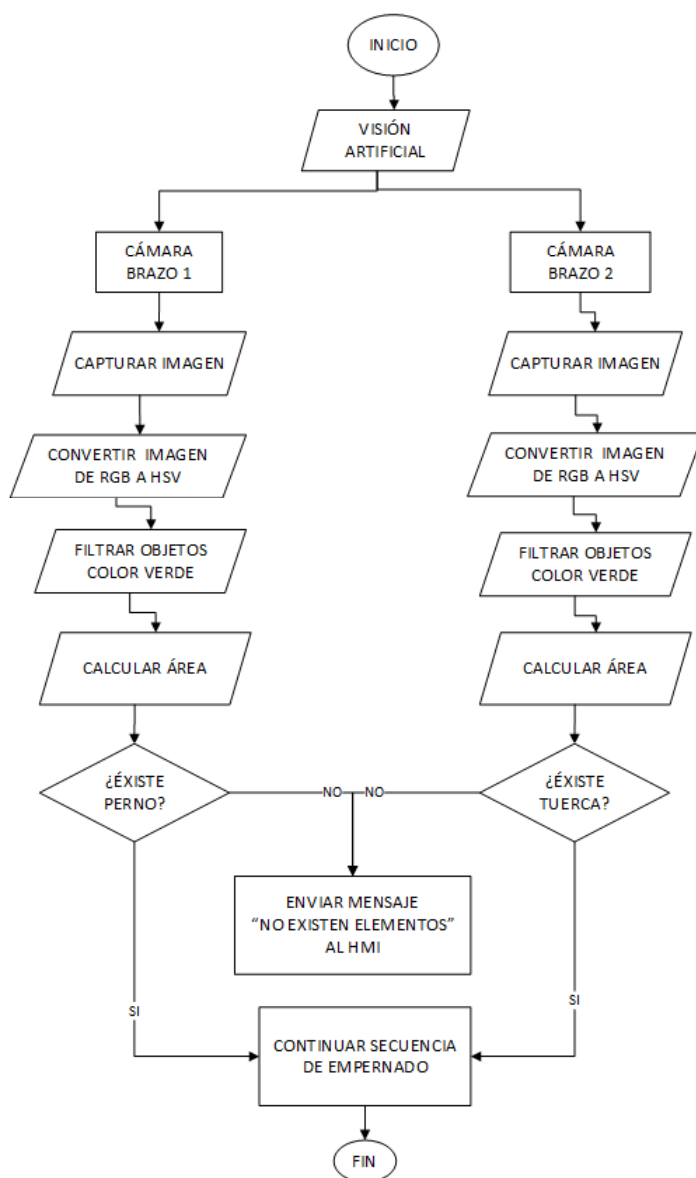 INICIO
VISIÓN
ARTIFICIAL
CÁMARA
BRAZO 1
CÁMARA
BRAZO 2
CAPTURAR IMAGEN
CAPTURAR IMAGEN
CONVERTIR IMAGEN
DE RGB A HSV
CONVERTIR IMAGEN
DE RGB A HSV
FILTRAR OBJETOS
COLOR VERDE
FILTRAR OBJETOS
COLOR VERDE
CALCULAR ÁREA
CALCULAR ÁREA
¿ÉXISTE
PERNO?
¿ÉXISTE
TUERCA?
NO
NO
ENVIAR MENSAJE
“NO EXISTEN ELEMENTOS”
AL HMI
SI
SI
CONTINUAR SECUENCIA
DE EMPERNADO
FIN